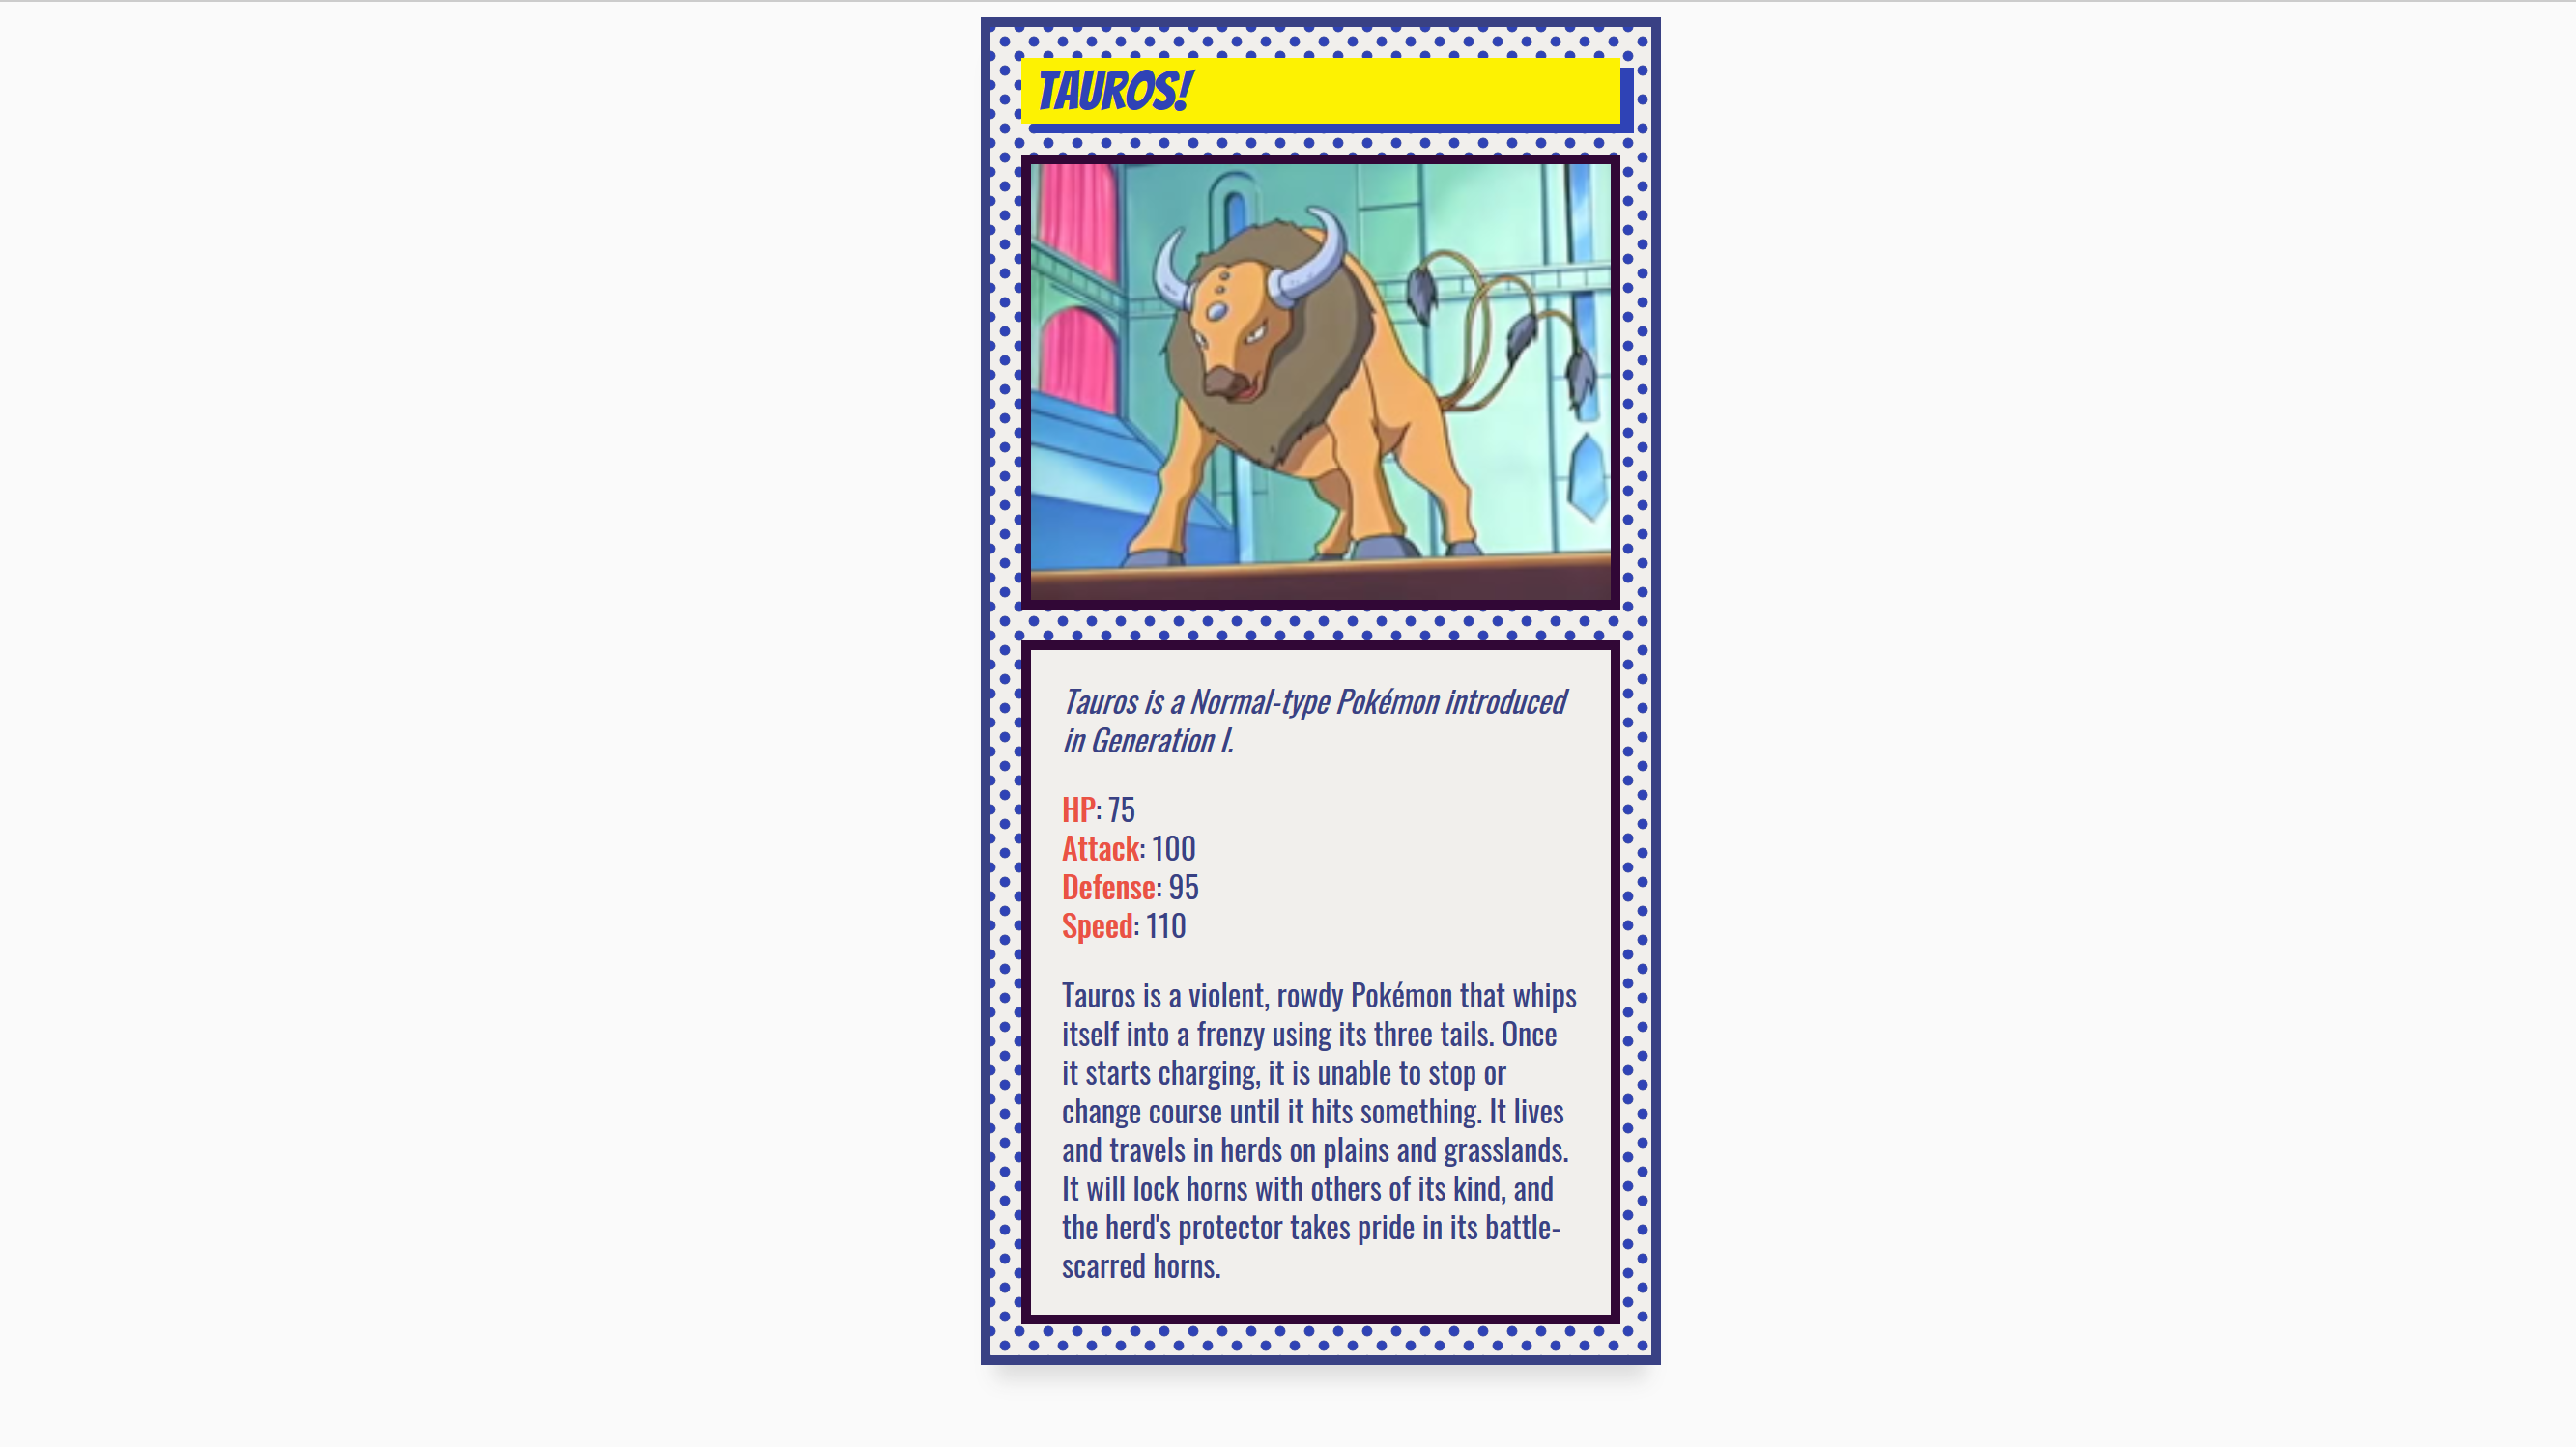 TAUROS!
Tauros is a Normal-type Pokémon introduced
in Generation I.
HP: 75
Attack: 100
Defense: 95
Speed: 110
Tauros is a violent, rowdy Pokémon that whips
itself into a frenzy using its three tails. Once
it starts charging, it is unable to stop or
change course until it hits something. It lives
and travels in herds on plains and grasslands.
It will lock horns with others of its kind, and
the herd's protector takes pride in its battle-
scarred horns.